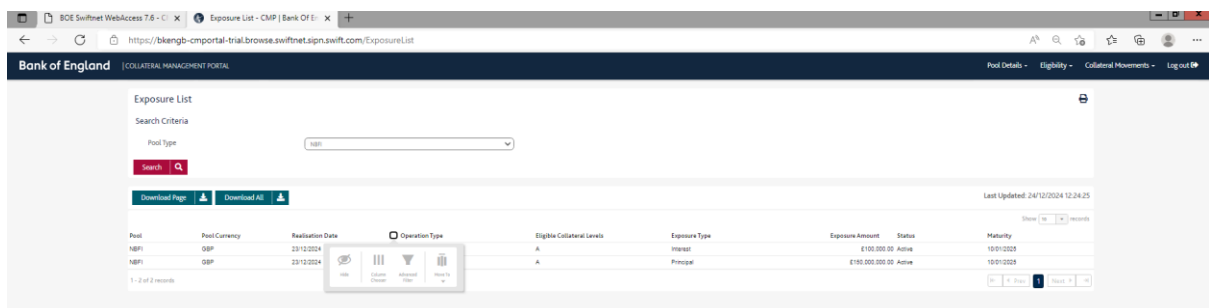 BOE Swiftnet WebAccess 7.6 - C
Exposure List - CMP | Bank Of En
https://bkengb-cmportal-trial.browse.swiftnet.sipn.swift.com/ExposureList
Bank of England | COLLATERAL MANAGEMENT PORTAL
Pool Details Eligibility Collateral Movements Log out
Exposure List
Search Criteria
Pool Type NBFI
Search
Download Page Download All
Last Updated: 24/12/2024 12:24:25
Show 10 records
Pool Pool Currency Realisation Date Operation Type Eligible Collateral Levels Exposure Type Exposure Amount Status Maturity
NBFI GBP 23/12/2024 A Interest £100,000.00 Active 10/01/2025
NBFI GBP 23/12/2024 A Principal £150,000,000.00 Active 10/01/2025
Hide Column Chooser Advanced Filter Move To
1 - 2 of 2 records
Prev 1 Next